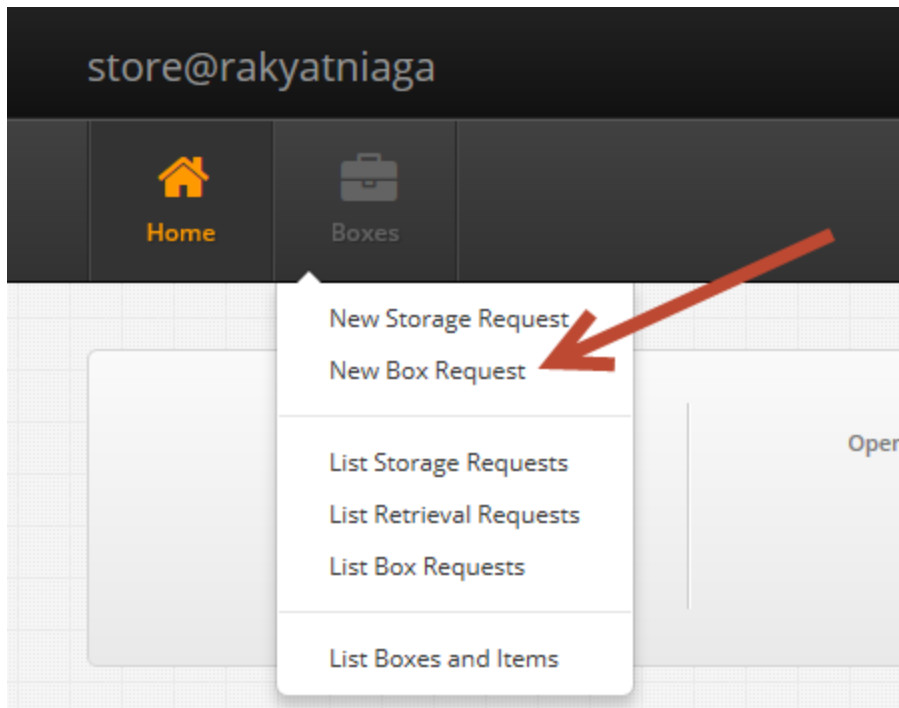 store@rakyatniaga
Home
Boxes
New Storage Request
New Box Request
List Storage Requests
List Retrieval Requests
List Box Requests
List Boxes and Items